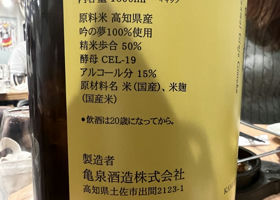 原料米 高知県産
吟の夢100%使用
精米歩合 50%
酵母 CEL-19
アルコール分 15%
原材料名 米(国産)、米麹
(国産米)
●飲酒は20歳になってから。
製造者
亀泉酒造株式会社
高知県土佐市出間2123-1